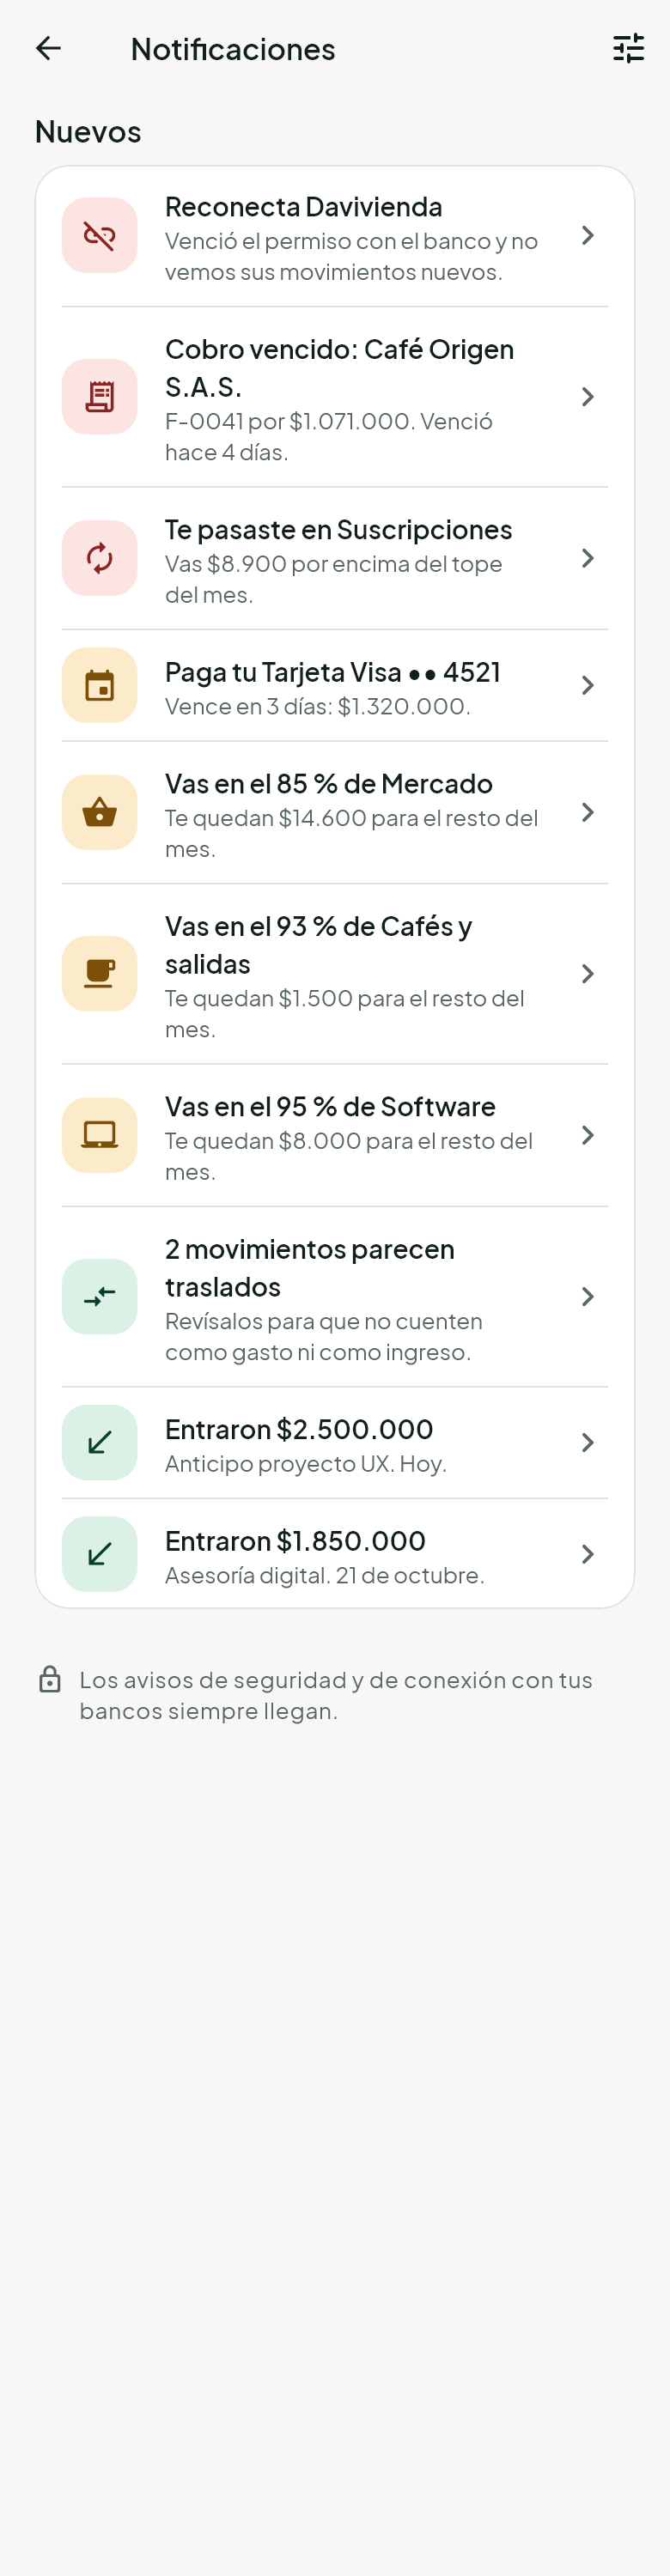 Notificaciones
Nuevos
Reconecta Davivienda
Venció el permiso con el banco y no
vemos sus movimientos nuevos.
Cobro vencido: Café Origen
S.A.S.
F-0041 por $1.071.000. Venció
hace 4 días.
Te pasaste en Suscripciones
Vas $8.900 por encima del tope
del mes.
Paga tu Tarjeta Visa •• 4521
Vence en 3 días: $1.320.000.
Vas en el 85 % de Mercado
Te quedan $14.600 para el resto del
mes.
Vas en el 93 % de Cafés y
salidas
Te quedan $1.500 para el resto del
mes.
Vas en el 95 % de Software
Te quedan $8.000 para el resto del
mes.
2 movimientos parecen
traslados
Revísalos para que no cuenten
como gasto ni como ingreso.
Entraron $2.500.000
Anticipo proyecto UX. Hoy.
Entraron $1.850.000
Asesoría digital. 21 de octubre.
Los avisos de seguridad y de conexión con tus
bancos siempre llegan.